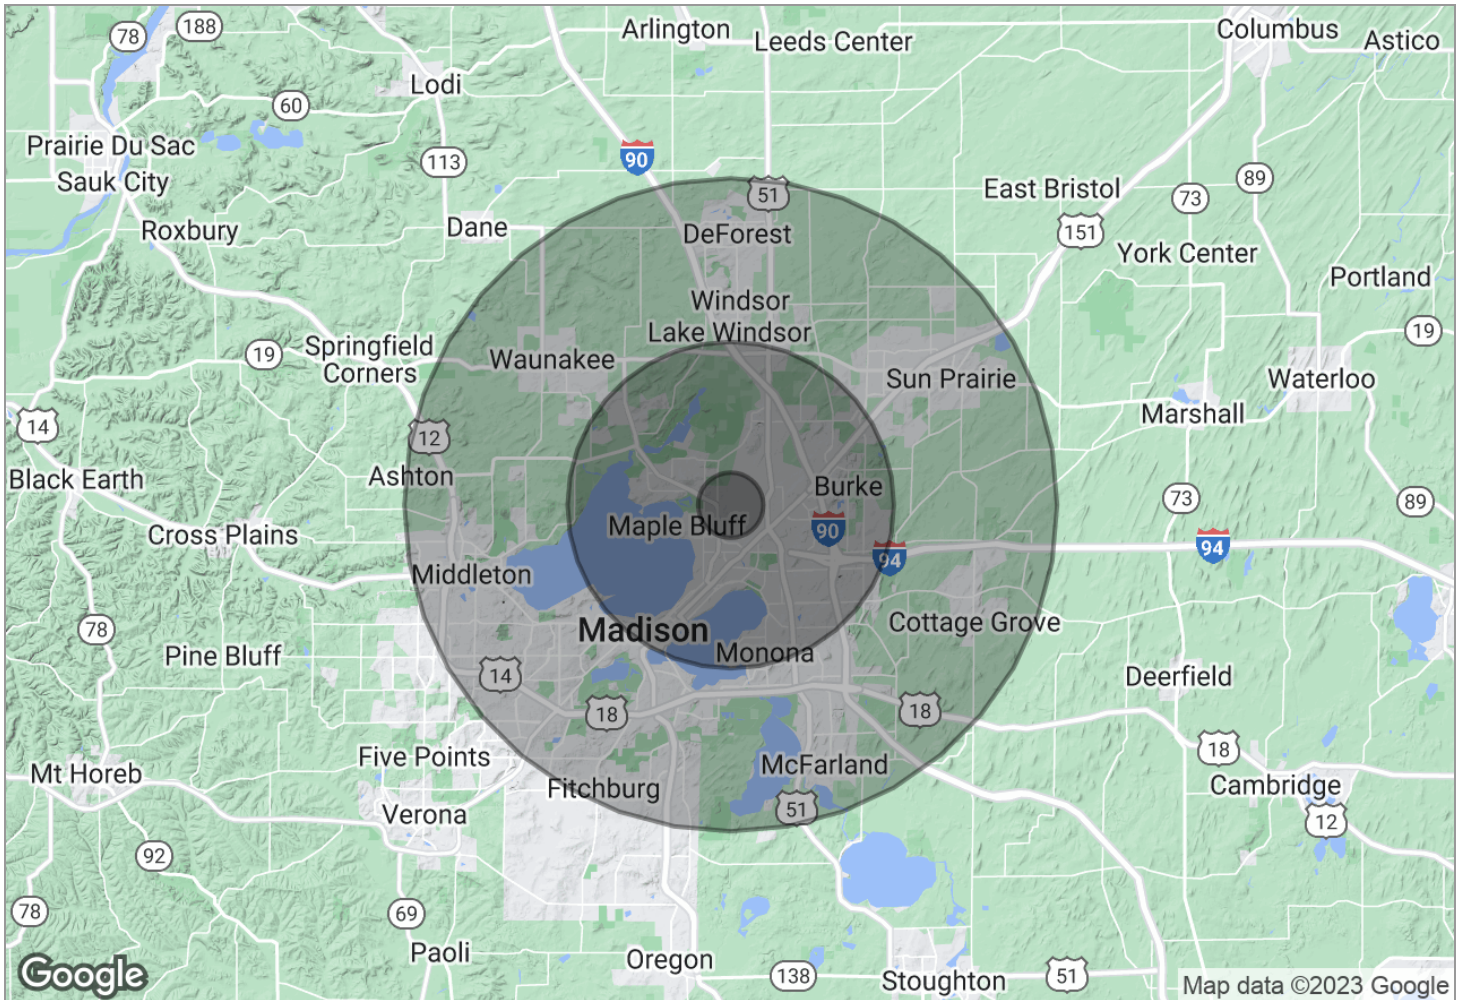 Arlington
Columbus
188
78
Leeds Center
Astico
Lodi
60
Prairie Du Sac
90
113
Sauk City
89
East Bristol
51
73
Roxbury
Dane
DeForest
151
York Center
Portland
Windsor
Lake Windsor
19
Springfield
Corners
19
Waunakee
Sun Prairie
Waterloo
Marshall
14
12
Ashton
Black Earth
Burke
73
89
Maple Bluff
90
Cross Plains
94
94
Middleton
Cottage Grove
78
Madison
Monona
Pine Bluff
14
Deerfield
18
18
18
Five Points
McFarland
Mt Horeb
Fitchburg
Cambridge
51
Verona
12
92
78
69
Paoli
Oregon
138
Stoughton
51
Google
Map data ©2023 Google